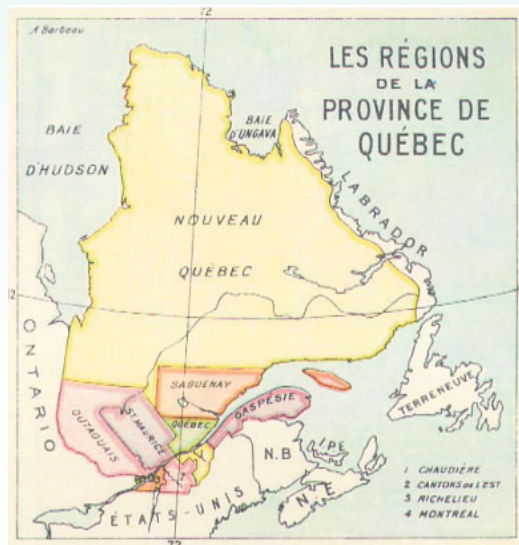 72
A Barbeau
LES RÉGIONS
DE LA
PROVINCE DE
QUÉBEC
BAIE
D'HUDSON
BAIE
D'UNGAVA
LABRADOR
NOUVEAU
QUÉBEC
ONTARIO
SAGUENAY
TERRENEUVE
OUTAOUAIS
ST. MAURICE
QUÉBEC
GASPÉSIE
N.B
I.P.E
N.É
ÉTATS-UNIS
1 CHAUDIÈRE
2 CANTONS DE L'EST
3 RICHELIEU
4 MONTRÉAL
72